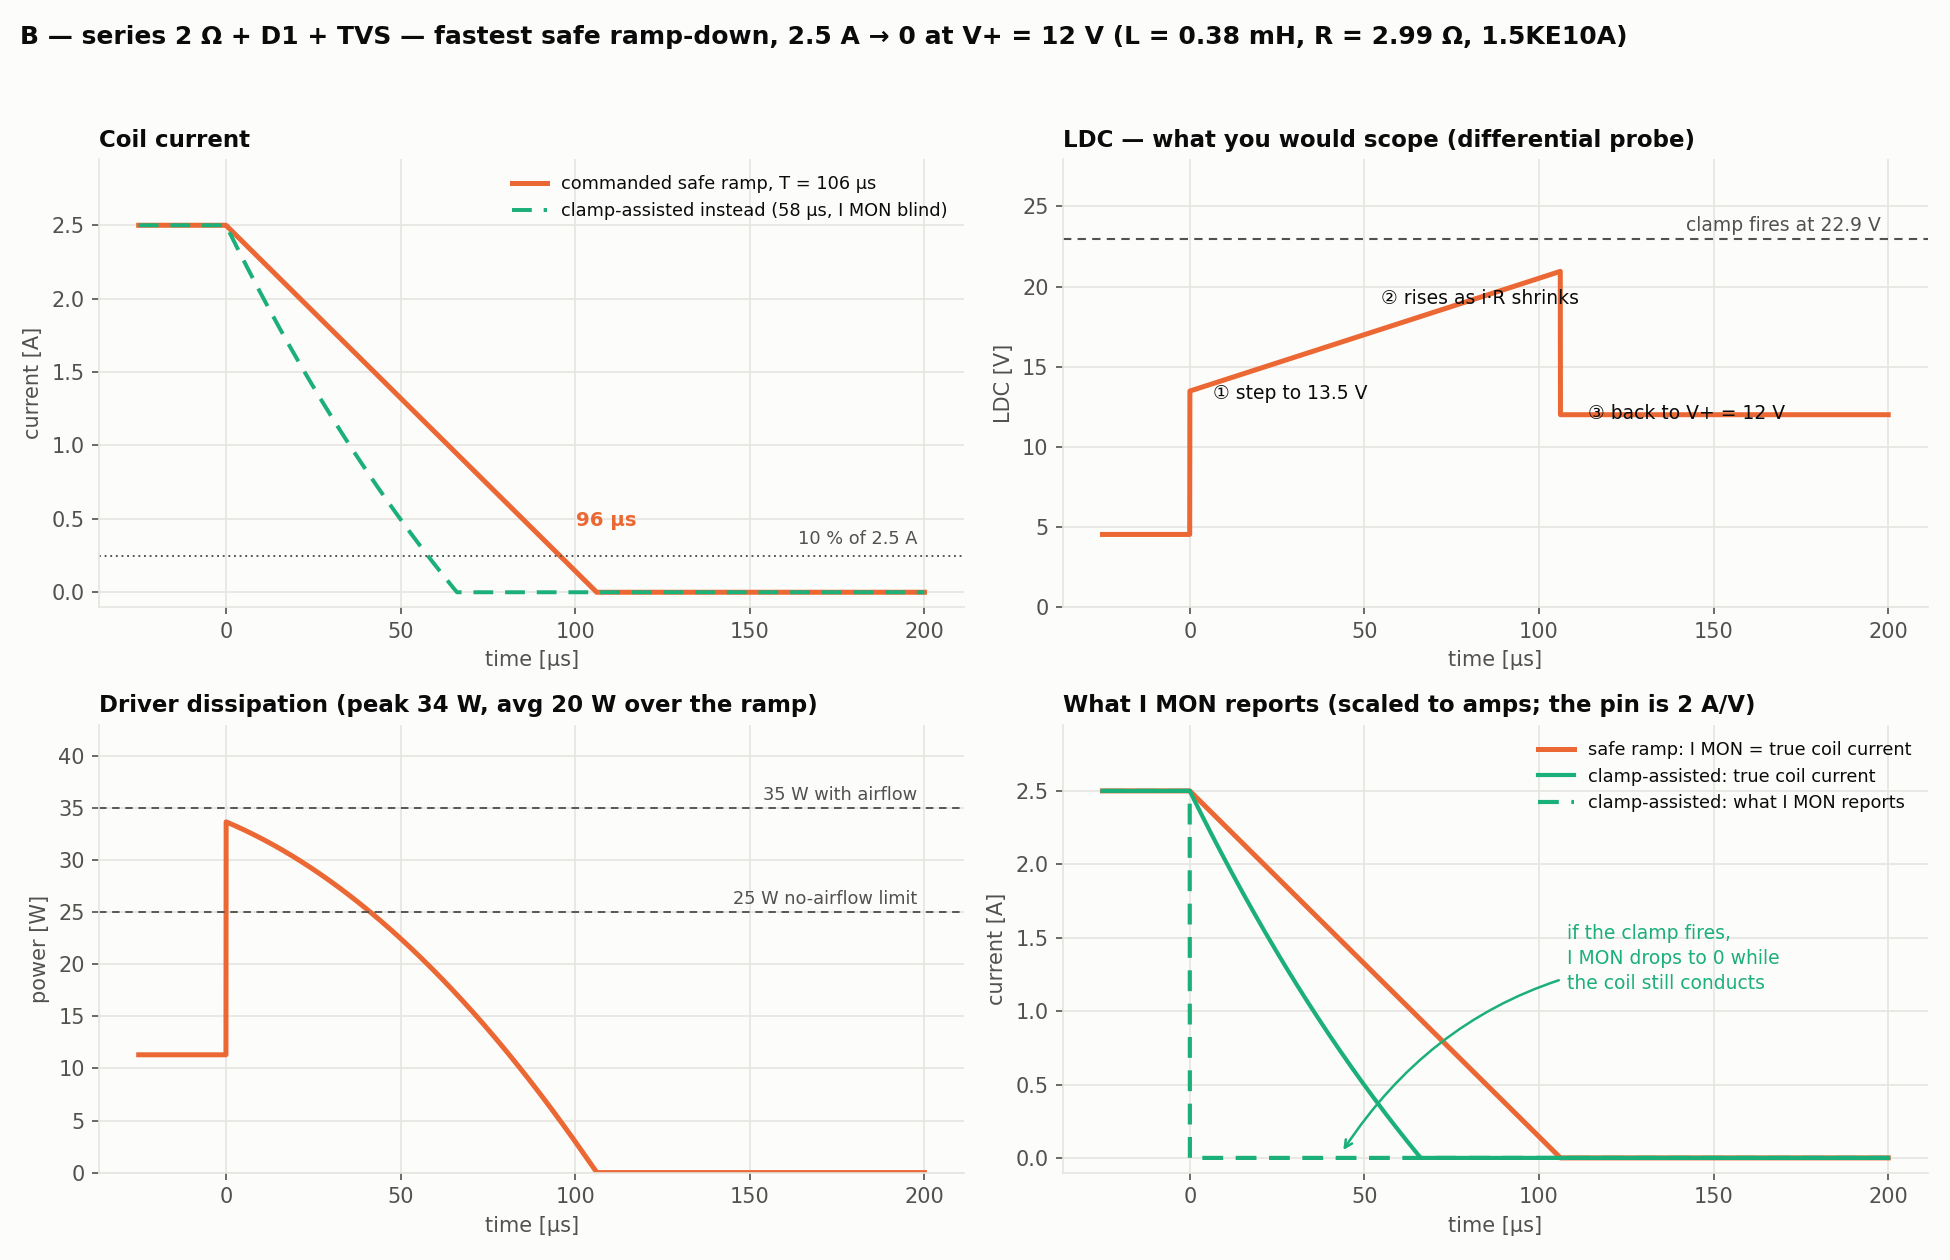 B — series 2 Ω + D1 + TVS — fastest safe ramp-down, 2.5 A → 0 at V+ = 12 V (L = 0.38 mH, R = 2.99 Ω, 1.5KE10A)
Coil current
commanded safe ramp, T = 106 µs
clamp-assisted instead (58 µs, I MON blind)
2.5
2.0
1.5
1.0
0.5
0.0
current [A]
96 µs
10 % of 2.5 A
0
50
100
150
200
time [µs]
LDC — what you would scope (differential probe)
25
20
15
10
5
0
LDC [V]
clamp fires at 22.9 V
② rises as i·R shrinks
① step to 13.5 V
③ back to V+ = 12 V
0
50
100
150
200
time [µs]
Driver dissipation (peak 34 W, avg 20 W over the ramp)
40
35
30
25
20
15
10
5
0
power [W]
35 W with airflow
25 W no-airflow limit
0
50
100
150
200
time [µs]
What I MON reports (scaled to amps; the pin is 2 A/V)
safe ramp: I MON = true coil current
clamp-assisted: true coil current
clamp-assisted: what I MON reports
2.5
2.0
1.5
1.0
0.5
0.0
current [A]
if the clamp fires,
I MON drops to 0 while
the coil still conducts
0
50
100
150
200
time [µs]